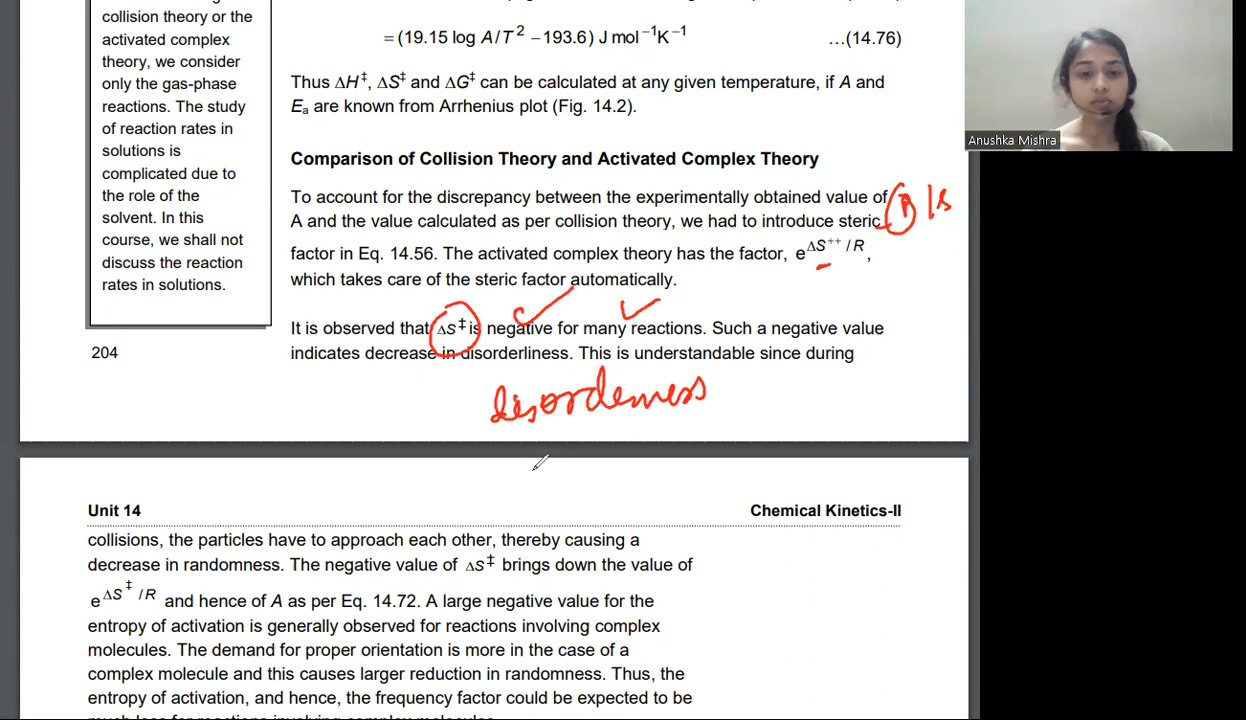 collision theory or the
activated complex
theory, we consider
only the gas-phase
reactions. The study
of reaction rates in
solutions is
complicated due to
the role of the
solvent. In this
course, we shall not
discuss the reaction
rates in solutions.
204
= (19.15 log A/T² – 193.6) J mol⁻¹K⁻¹ ...(14.76)
Thus ΔH‡, ΔS‡ and ΔG‡ can be calculated at any given temperature, if A and
Eₐ are known from Arrhenius plot (Fig. 14.2).
Comparison of Collision Theory and Activated Complex Theory
To account for the discrepancy between the experimentally obtained value of
A and the value calculated as per collision theory, we had to introduce steric
factor in Eq. 14.56. The activated complex theory has the factor, e^ΔS⁺⁺/R,
which takes care of the steric factor automatically.
It is observed that ΔS‡ is negative for many reactions. Such a negative value
indicates decrease in disorderliness. This is understandable since during
disorderness
Anushka Mishra
Unit 14 Chemical Kinetics-II
collisions, the particles have to approach each other, thereby causing a
decrease in randomness. The negative value of ΔS‡ brings down the value of
e^ΔS‡/R and hence of A as per Eq. 14.72. A large negative value for the
entropy of activation is generally observed for reactions involving complex
molecules. The demand for proper orientation is more in the case of a
complex molecule and this causes larger reduction in randomness. Thus, the
entropy of activation, and hence, the frequency factor could be expected to be
much less for reactions involving complex molecules.